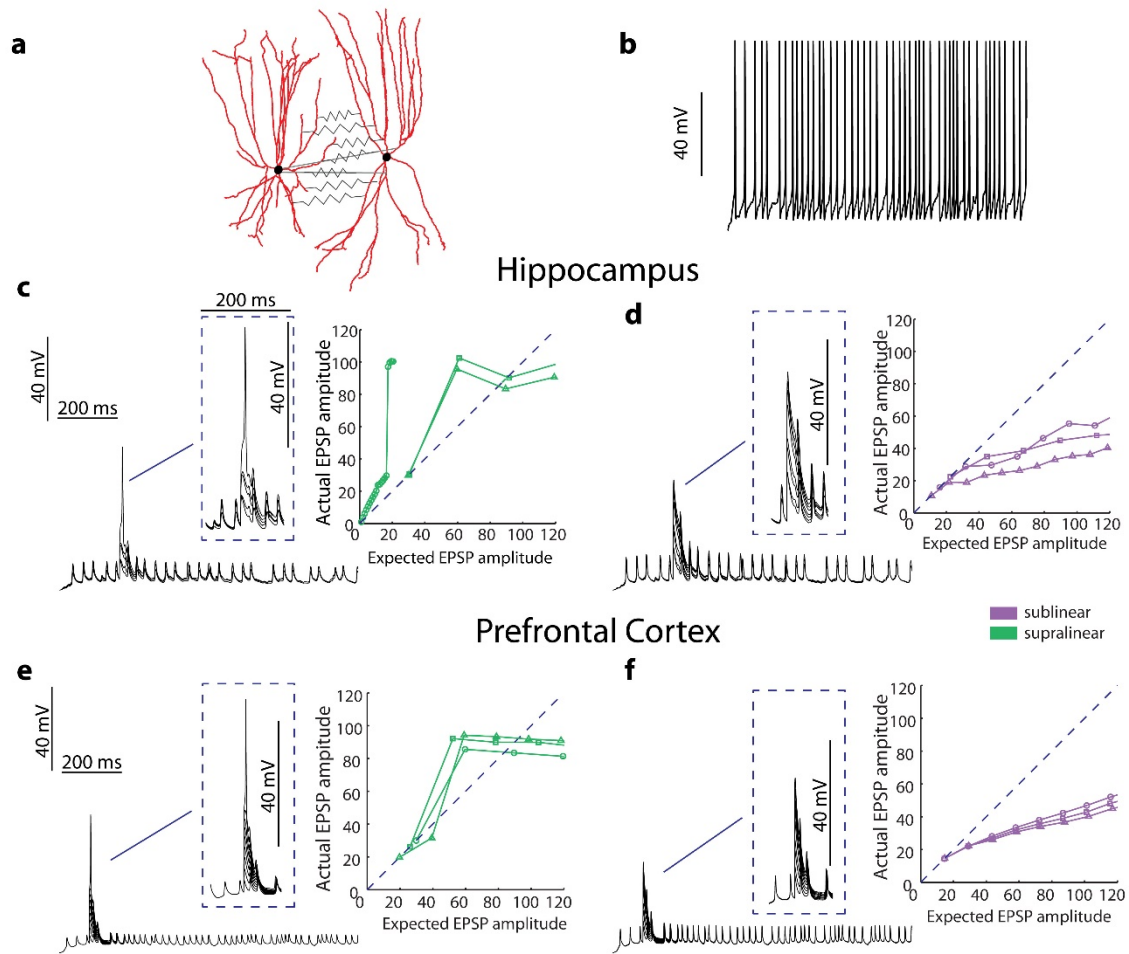 a
b
40 mV
Hippocampus
c
40 mV
200 ms
200 ms
40 mV
Actual EPSP ampitude
120
100
80
60
40
20
0
0 20 40 60 80 100 120
Expected EPSP amplitude
d
40 mV
Actual EPSP amplitude
120
100
80
60
40
20
0
0 20 40 60 80 100 120
Expected EPSP amplitude
sublinear
supralinear
Prefrontal Cortex
e
40 mV
200 ms
40 mV
Actual EPSP amplitude
120
100
80
60
40
20
0
0 20 40 60 80 100 120
Expected EPSP amplitude
f
40 mV
Actual EPSP amplitude
120
100
80
60
40
20
0
0 20 40 60 80 100 120
Expected EPSP amplitude